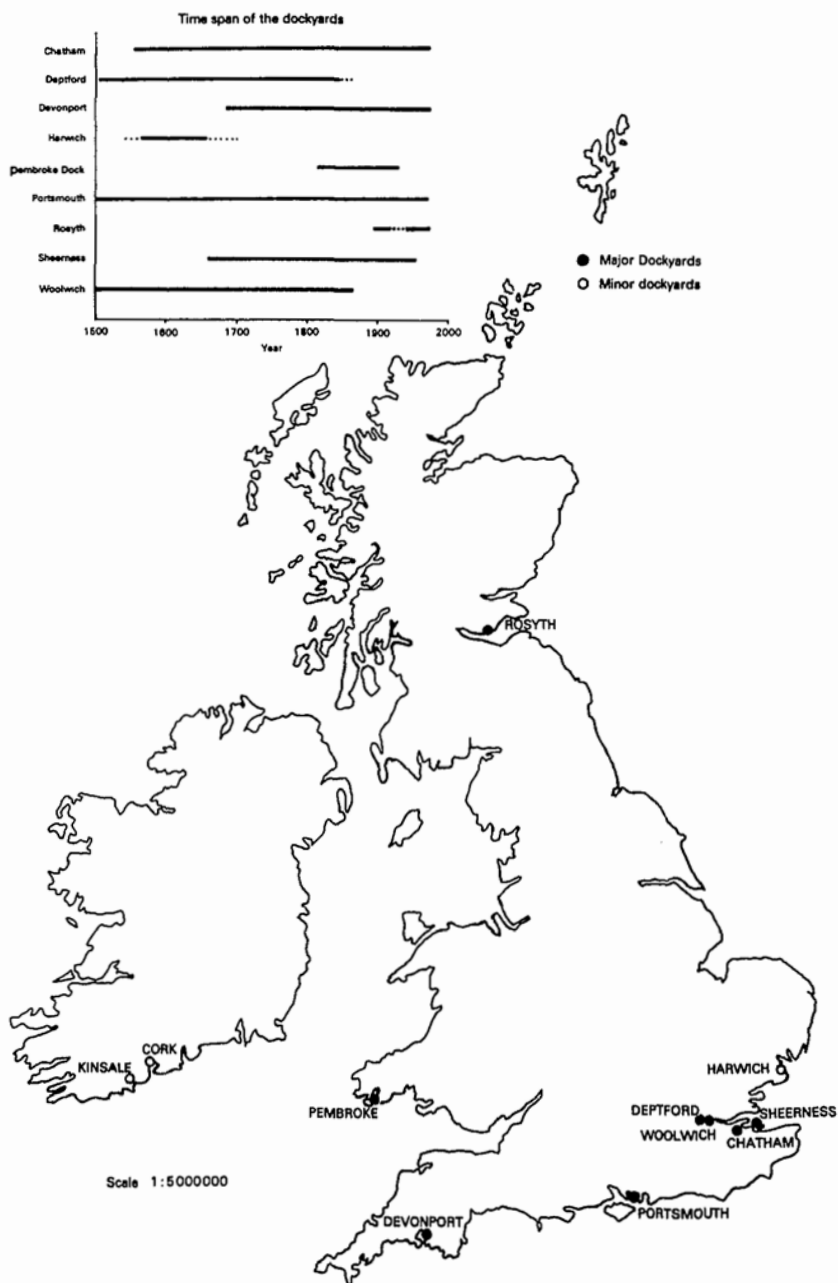 Time span of the dockyards
Chatham
Deptford
Devonport
Harwich
Pembroke Dock
Portsmouth
Rosyth
Sheerness
Woolwich
1500 1600 1700 1800 1900 2000
Year
Major Dockyards
Minor dockyards
ROSYTH
CORK
KINSALE
HARWICH
PEMBROKE
DEPTFORD
SHEERNESS
WOOLWICH
CHATHAM
Scale 1:5000000
PORTSMOUTH
DEVONPORT